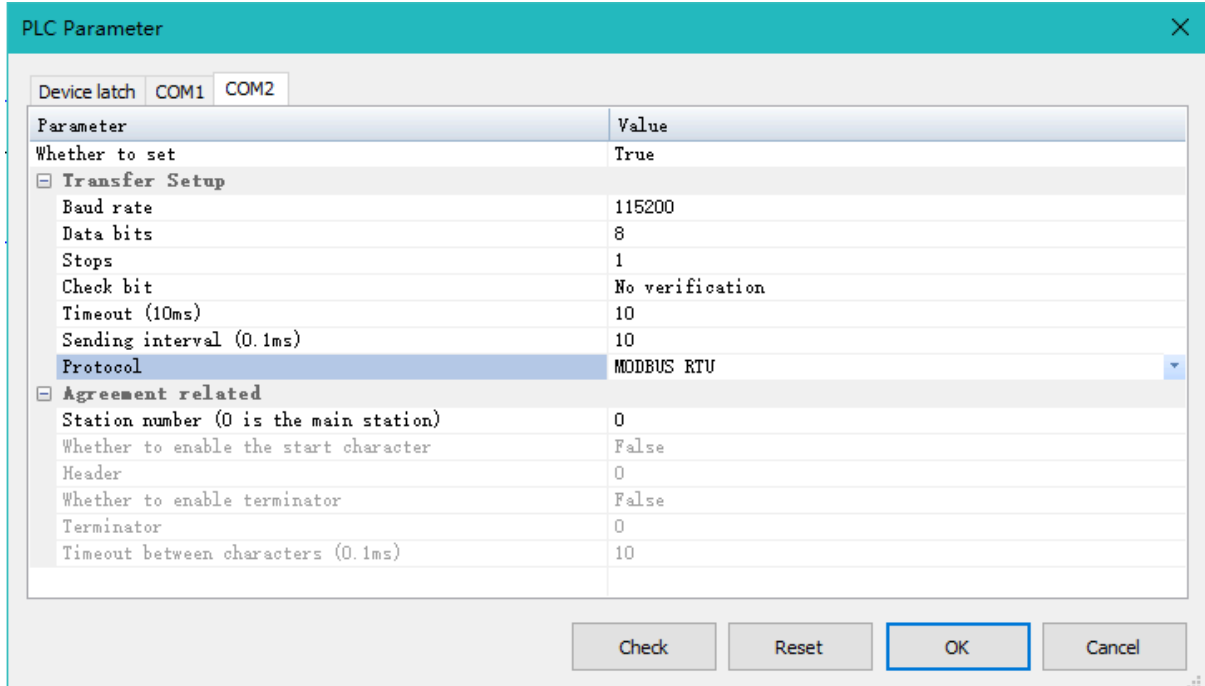 PLC Parameter
Device latch COM1 COM2
Parameter Value
Whether to set True
Transfer Setup
Baud rate 115200
Data bits 8
Stops 1
Check bit No verification
Timeout (10ms) 10
Sending interval (0.1ms) 10
Protocol MODBUS RTU
Agreement related
Station number (0 is the main station) 0
Whether to enable the start character False
Header 0
Whether to enable terminator False
Terminator 0
Timeout between characters (0.1ms) 10
Check Reset OK Cancel